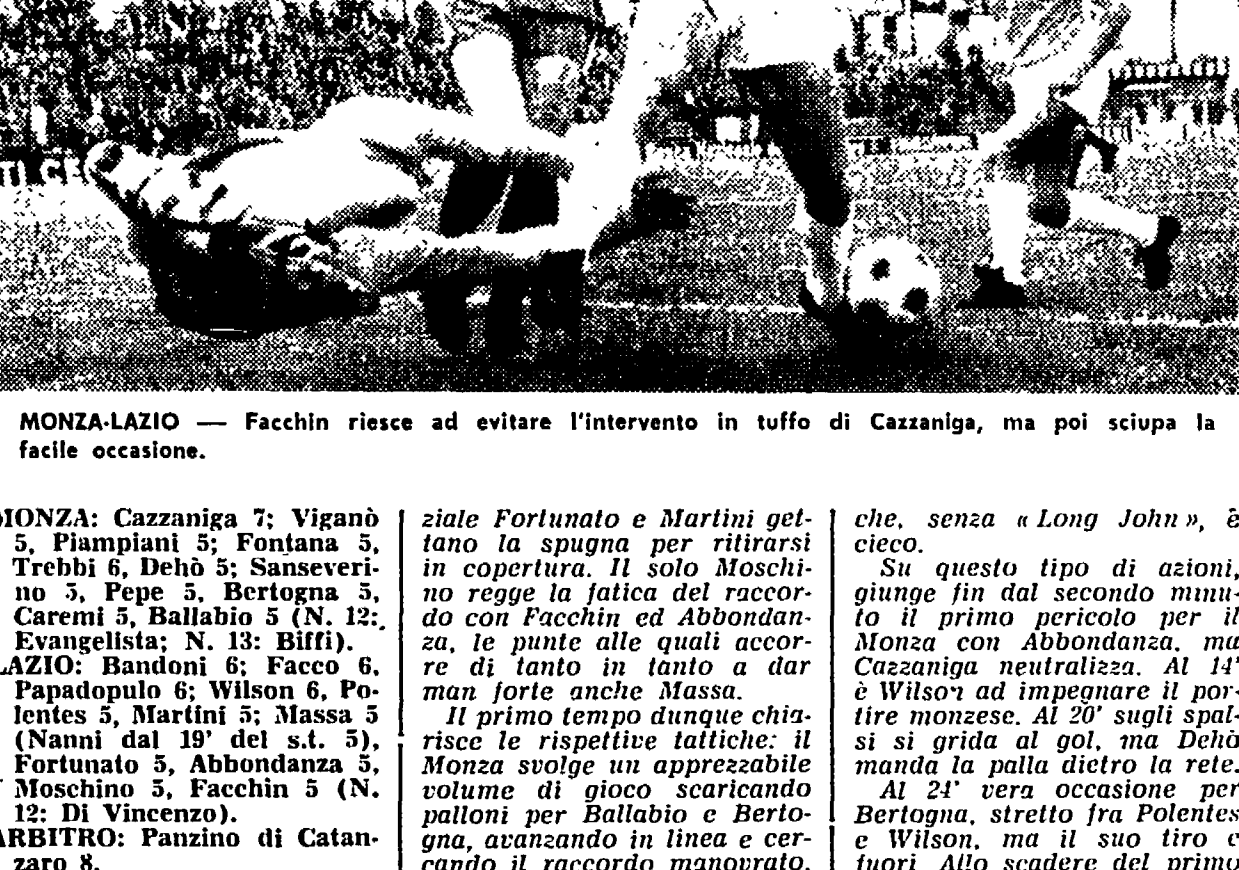 MONZA-LAZIO — Facchin riesce ad evitare l'intervento in tuffo di Cazzaniga, ma poi sciupa la
facile occasione.
MONZA: Cazzaniga 7; Viganò
5, Piampiani 5; Fontana 5,
Trebbi 6, Dehò 5; Sanseveri-
no 5, Pepe 5, Bertogna 5,
Caremi 5, Ballabio 5 (N. 12:
Evangelista; N. 13: Biffi).
LAZIO: Bandoni 6; Facco 6,
Papadopulo 6; Wilson 6, Po-
lentes 5, Martini 5; Massa 5
(Nanni dal 19' del s.t. 5),
Fortunato 5, Abbondanza 5,
Moschino 5, Facchin 5 (N.
12: Di Vincenzo).
ARBITRO: Panzino di Catan-
zaro 8.
ziale Fortunato e Martini get-
tano la spugna per ritirarsi
in copertura. Il solo Moschi-
no regge la fatica del raccor-
do con Facchin ed Abbondan-
za, le punte alle quali accor-
re di tanto in tanto a dar
man forte anche Massa.
Il primo tempo dunque chia-
risce le rispettive tattiche: il
Monza svolge un apprezzabile
volume di gioco scaricando
palloni per Ballabio e Berto-
gna, avanzando in linea e cer-
cando il raccordo manovrato.
che, senza « Long John », è
cieco.
Su questo tipo di azioni,
giunge fin dal secondo minu-
to il primo pericolo per il
Monza con Abbondanza, ma
Cazzaniga neutralizza. Al 14'
è Wilson ad impegnare il por-
tire monzese. Al 20' sugli spal-
si si grida al gol, ma Dehò
manda la palla dietro la rete.
Al 24' vera occasione per
Bertogna, stretto fra Polentes
e Wilson, ma il suo tiro è
fuori. Allo scadere del primo